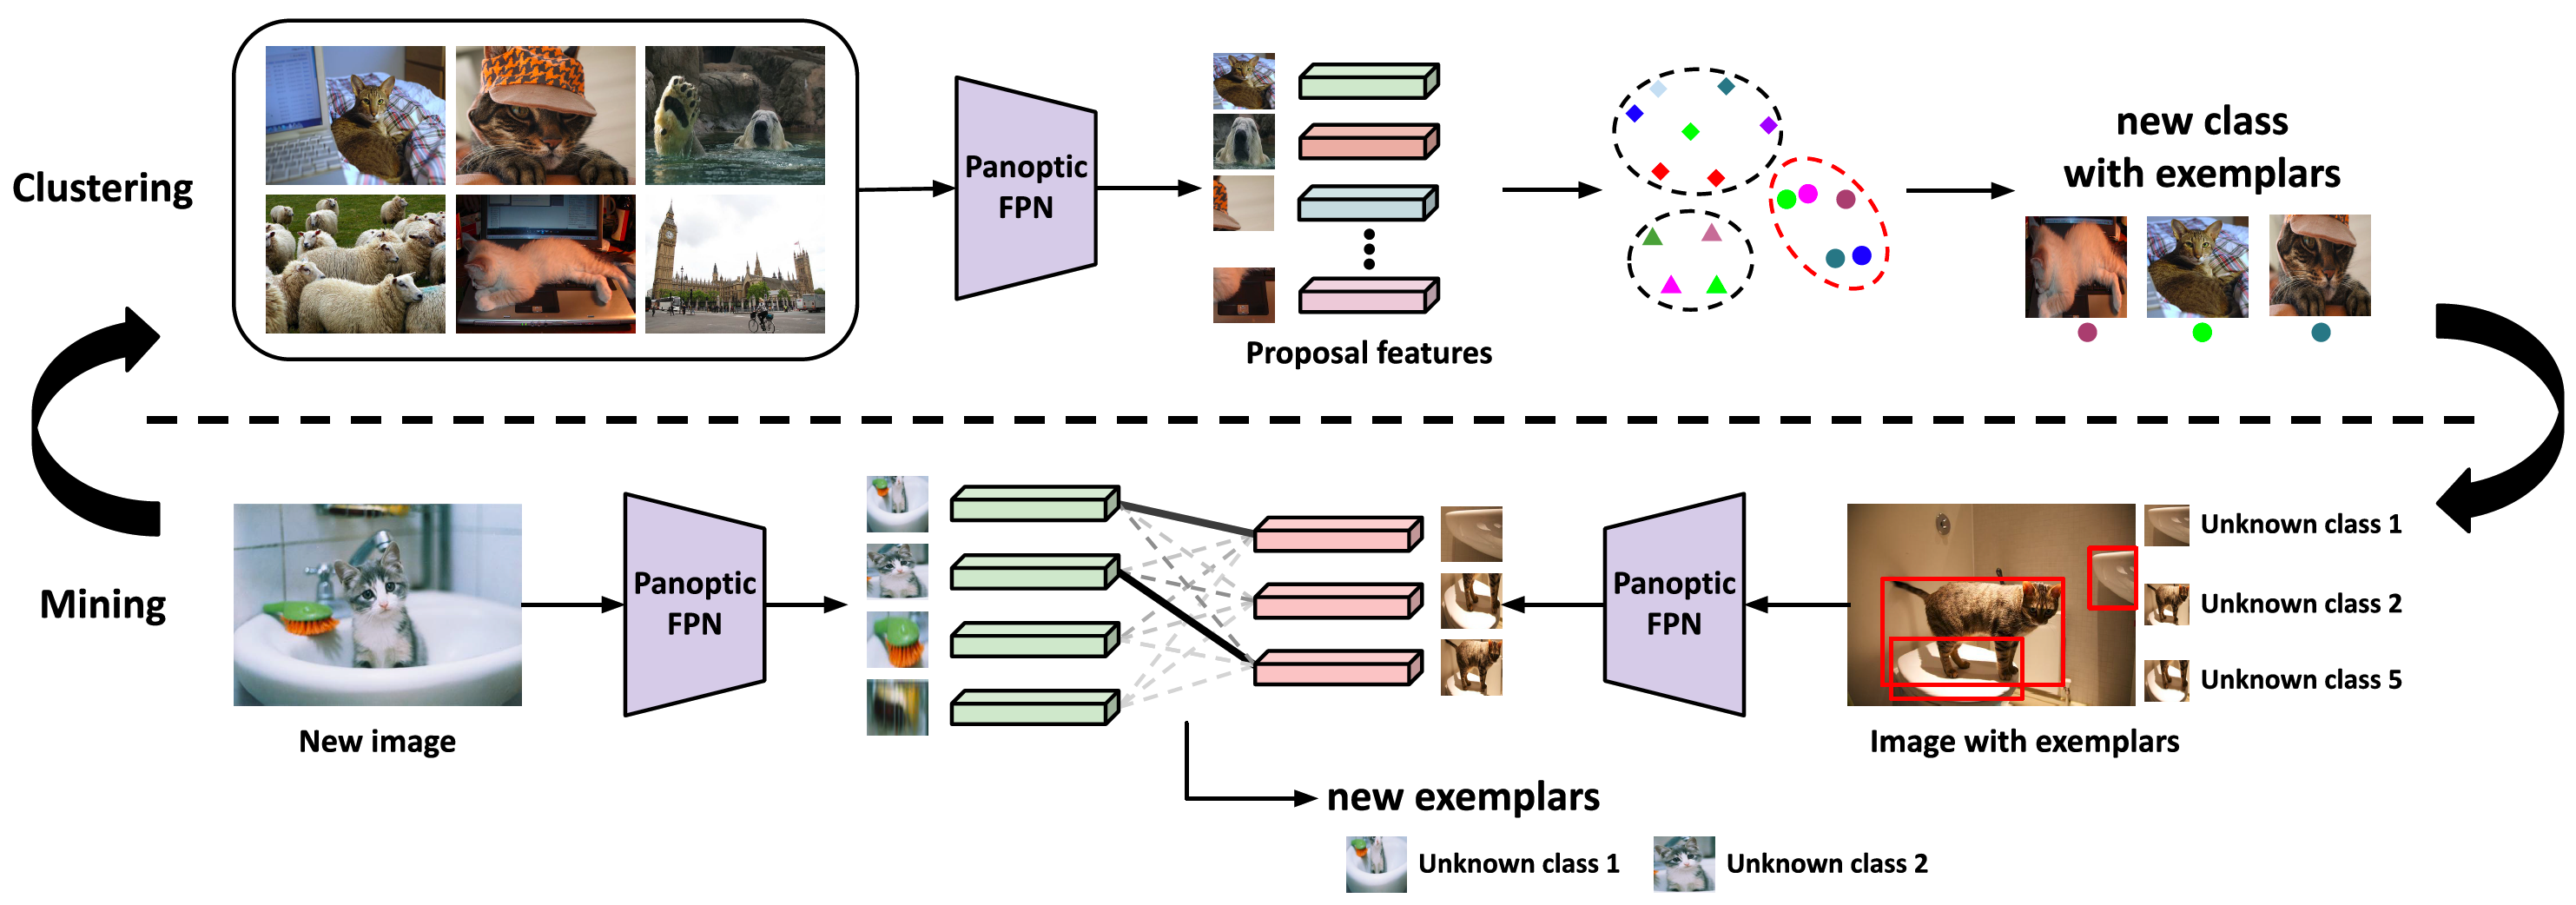 Clustering
Panoptic
FPN
Proposal features
new class
with exemplars
Mining
New image
Panoptic
FPN
new exemplars
Unknown class 1
Unknown class 2
Panoptic
FPN
Image with exemplars
Unknown class 1
Unknown class 2
Unknown class 5